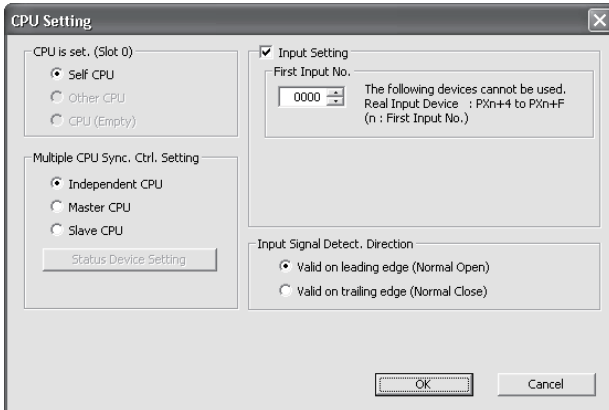 CPU Setting
CPU is set. (Slot 0)
Self CPU
Other CPU
CPU (Empty)
Multiple CPU Sync. Ctrl. Setting
Independent CPU
Master CPU
Slave CPU
Status Device Setting
Input Setting
First Input No.
0000
The following devices cannot be used.
Real Input Device : PXn+4 to PXn+F
(n : First Input No.)
Input Signal Detect. Direction
Valid on leading edge (Normal Open)
Valid on trailing edge (Normal Close)
OK
Cancel